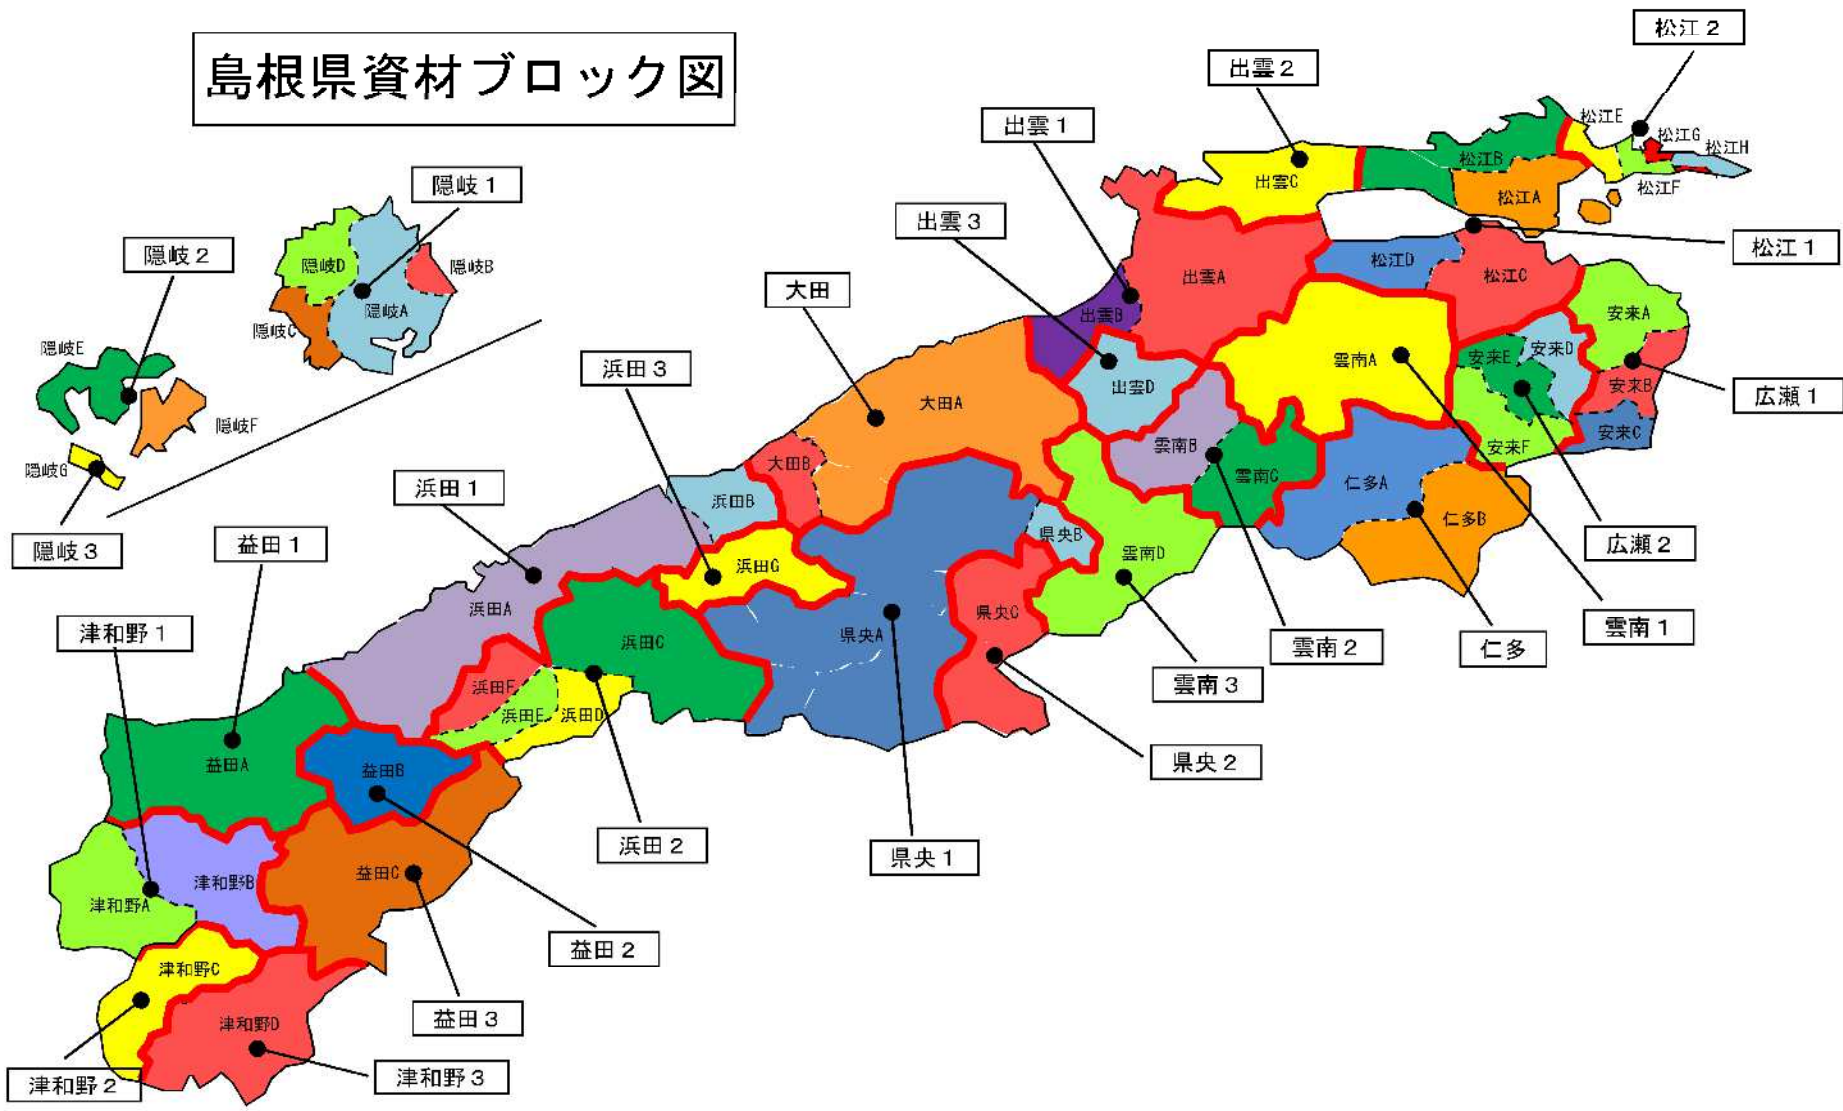 島根県資材ブロック図
松江2
出雲2
出雲1
松江E
松江G
松江H
松江B
松江F
松江A
出雲C
隠岐1
出雲3
松江1
隠岐2
隠岐D
隠岐B
隠岐A
隠岐C
松江D
松江C
出雲A
大田
出雲B
安来A
隠岐E
浜田3
雲南A
安来E
安来D
出雲D
安来B
広瀬1
大田A
隠岐F
安来C
雲南B
安来F
隠岐G
大田B
雲南C
仁多A
浜田1
浜田B
仁多B
隠岐3
益田1
県央B
雲南D
広瀬2
浜田G
浜田A
県央C
津和野1
浜田C
県央A
雲南1
雲南2
仁多
浜田F
雲南3
浜田E
浜田D
益田A
益田B
県央2
浜田2
県央1
益田C
津和野B
津和野A
益田2
津和野C
益田3
津和野D
津和野2
津和野3